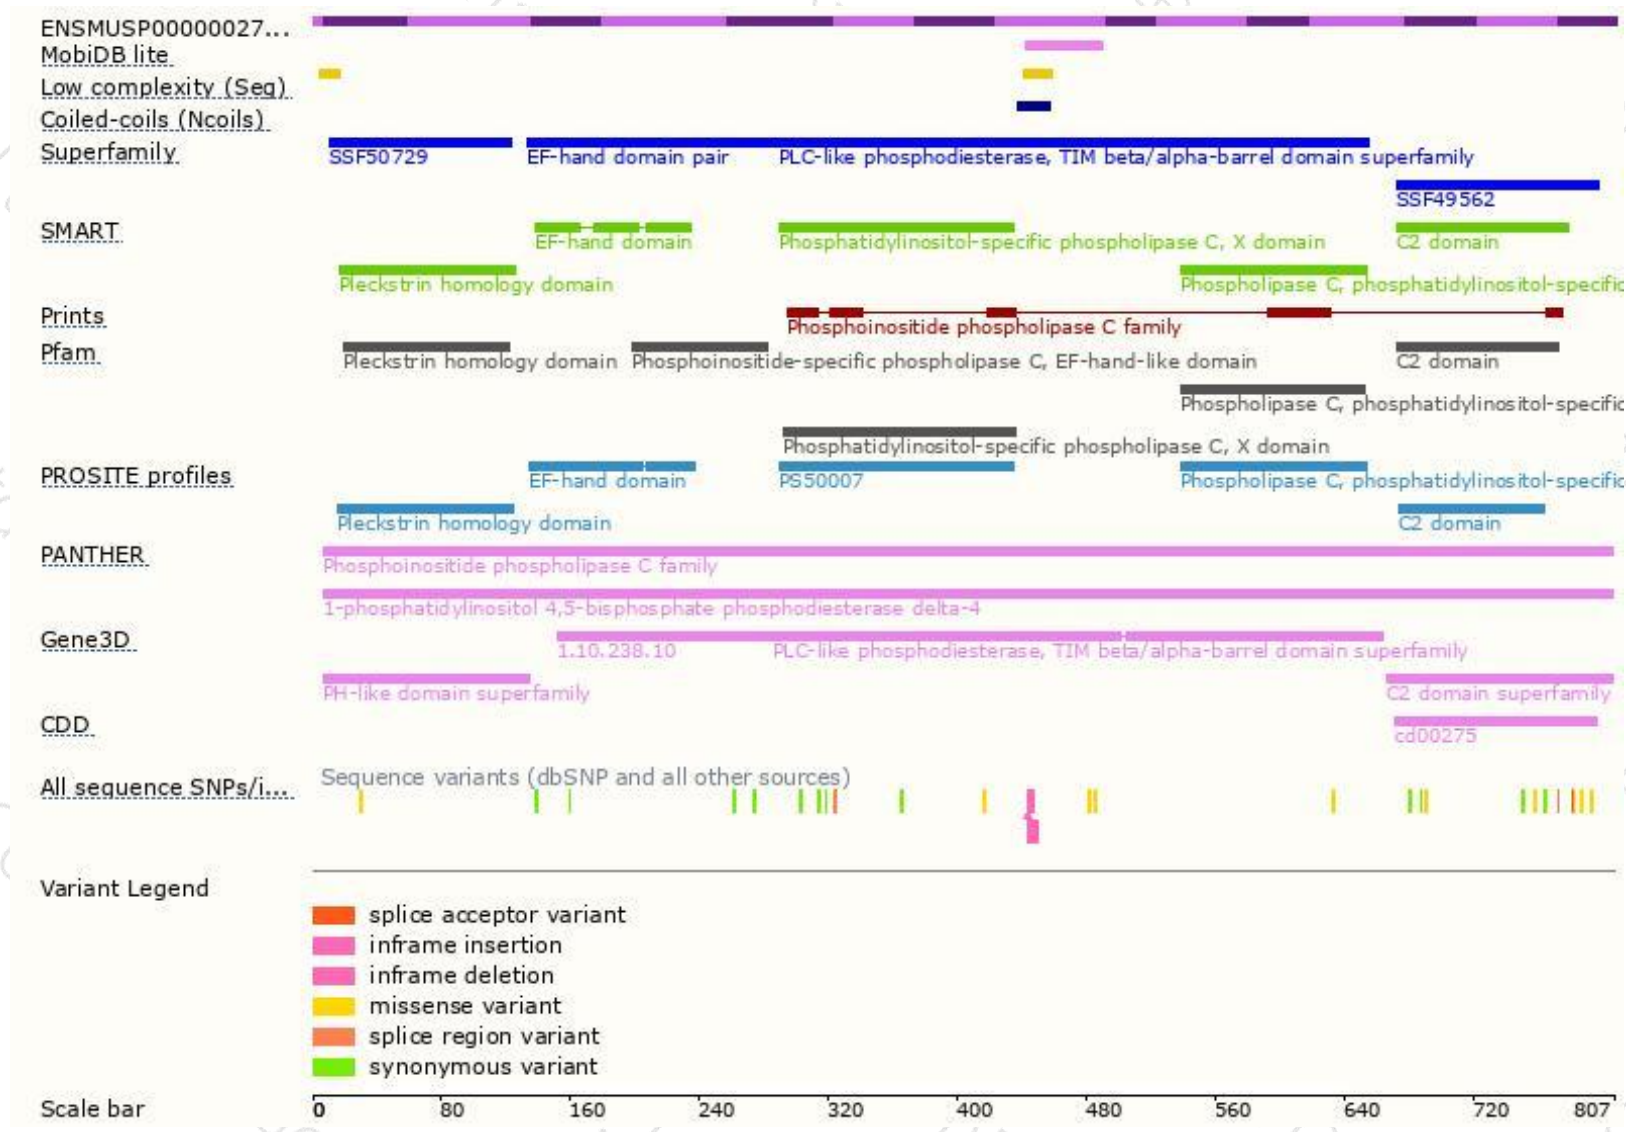 ENSMUSP00000027...
MobiDB lite
Low complexity (Seg)
Coiled-coils (Ncoils)
Superfamily
SSF50729 EF-hand domain pair PLC-like phosphodiesterase, TIM beta/alpha-barrel domain superfamily
SSF49562
SMART
EF-hand domain Phosphatidylinositol-specific phospholipase C, X domain C2 domain
Pleckstrin homology domain Phospholipase C, phosphatidylinositol-specific
Prints
Phosphoinositide phospholipase C family
Pfam
Pleckstrin homology domain Phosphoinositide-specific phospholipase C, EF-hand-like domain C2 domain
Phospholipase C, phosphatidylinositol-specific
Phosphatidylinositol-specific phospholipase C, X domain
PROSITE profiles
EF-hand domain PS50007 Phospholipase C, phosphatidylinositol-specific
Pleckstrin homology domain C2 domain
PANTHER
Phosphoinositide phospholipase C family
1-phosphatidylinositol 4,5-bisphosphate phosphodiesterase delta-4
Gene3D
1.10.238.10 PLC-like phosphodiesterase, TIM beta/alpha-barrel domain superfamily
PH-like domain superfamily C2 domain superfamily
CDD
cd00275
All sequence SNPs/i...
Sequence variants (dbSNP and all other sources)
Variant Legend
splice acceptor variant
inframe insertion
inframe deletion
missense variant
splice region variant
synonymous variant
Scale bar 0 80 160 240 320 400 480 560 640 720 807